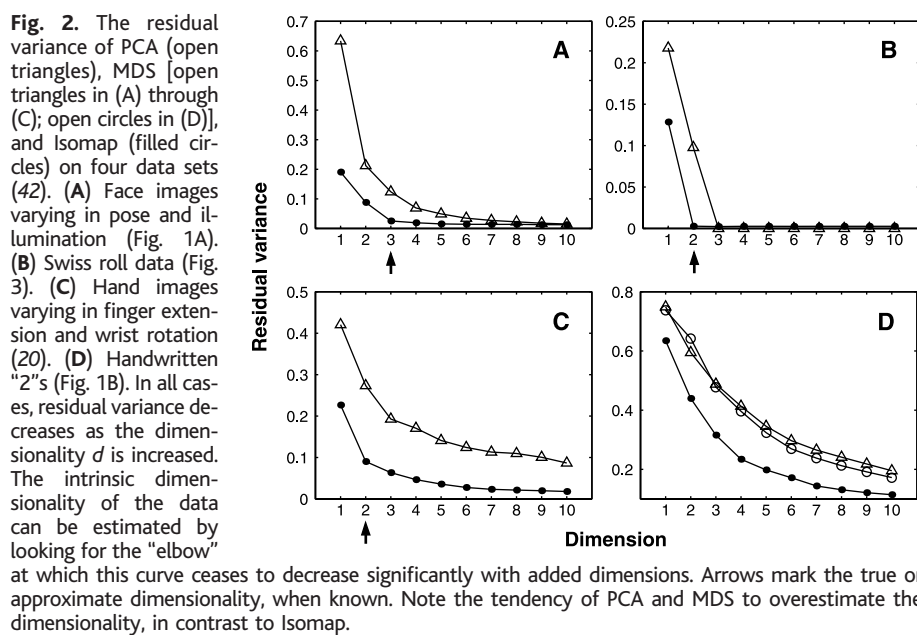 Fig. 2. The residual
variance of PCA (open
triangles), MDS [open
triangles in (A) through
(C); open circles in (D)],
and Isomap (filled cir-
cles) on four data sets
(42). (A) Face images
varying in pose and il-
lumination (Fig. 1A).
(B) Swiss roll data (Fig.
3). (C) Hand images
varying in finger exten-
sion and wrist rotation
(20). (D) Handwritten
"2"s (Fig. 1B). In all cas-
es, residual variance de-
creases as the dimen-
sionality d is increased.
The intrinsic dimen-
sionality of the data
can be estimated by
looking for the "elbow"
at which this curve ceases to decrease significantly with added dimensions. Arrows mark the true or
approximate dimensionality, when known. Note the tendency of PCA and MDS to overestimate the
dimensionality, in contrast to Isomap.
Residual variance
A
0.7
0.6
0.5
0.4
0.3
0.2
0.1
0
1 2 3 4 5 6 7 8 9 10
B
0.25
0.2
0.15
0.1
0.05
0
1 2 3 4 5 6 7 8 9 10
C
0.5
0.4
0.3
0.2
0.1
0
1 2 3 4 5 6 7 8 9 10
D
0.8
0.6
0.4
0.2
1 2 3 4 5 6 7 8 9 10
Dimension